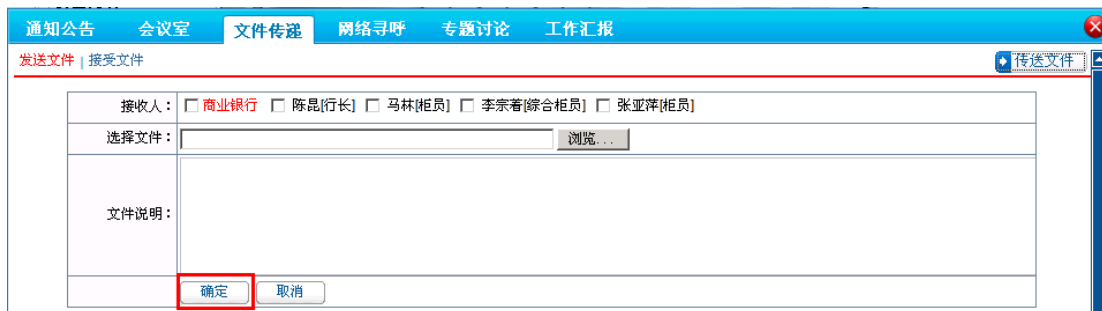 通知公告 会议室 文件传递 网络寻呼 专题讨论 工作汇报
发送文件 | 接受文件 传送文件
接收人： 商业银行 陈昆[行长] 马林[柜员] 李宗着[綜合柜员] 张亚萍[柜员]
选择文件： 浏览...
文件说明：
确定 取消